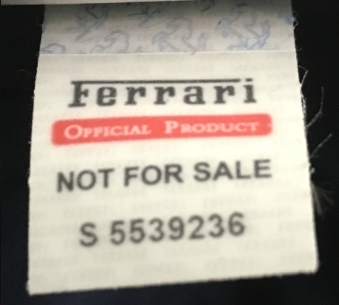 Ferrari
OFFICIAL PRODUCT
NOT FOR SALE
S 5539236